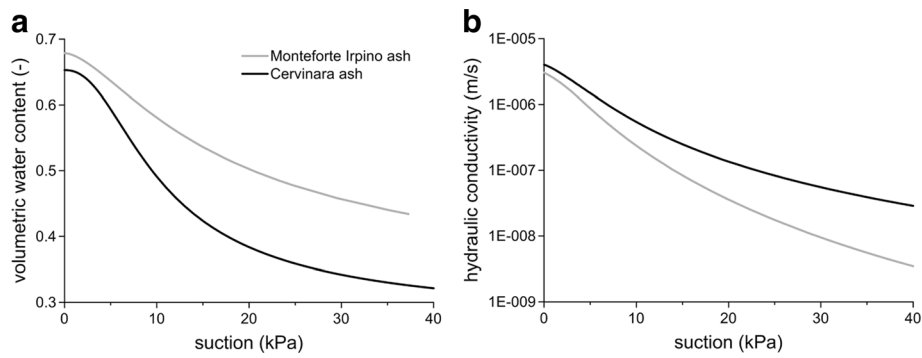 a
0.7
0.6
0.5
0.4
0.3
volumetric water content (-)
Monteforte Irpino ash
Cervinara ash
0
10
20
30
40
suction (kPa)
b
1E-005
1E-006
1E-007
1E-008
1E-009
hydraulic conductivity (m/s)
0
10
20
30
40
suction (kPa)